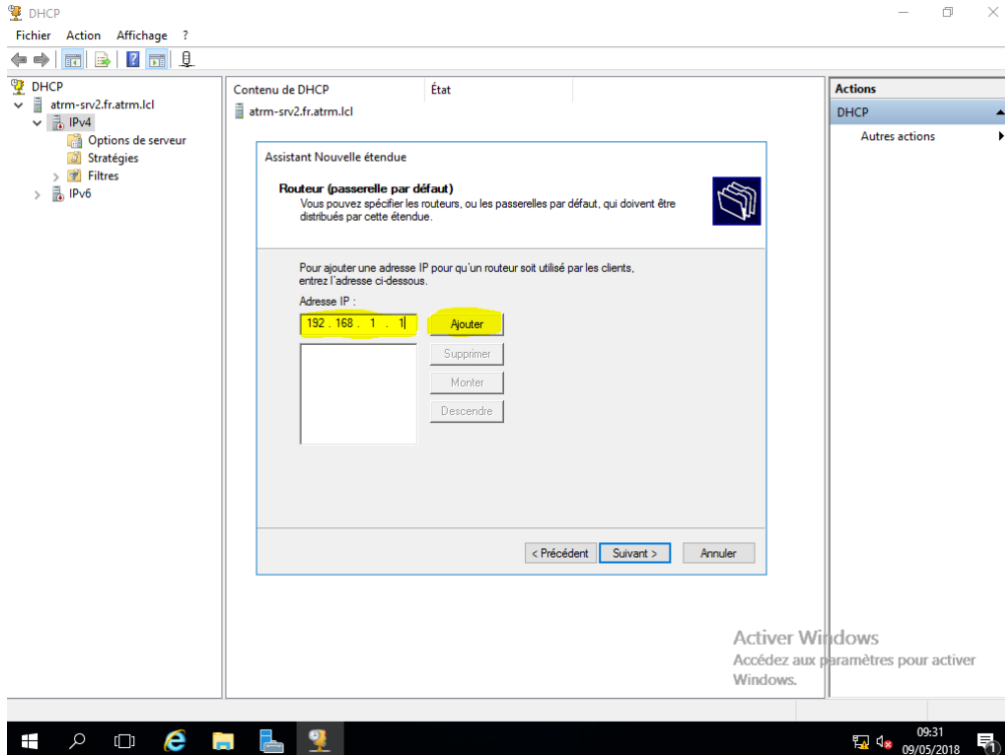 DHCP
Fichier Action Affichage ?
DHCP
atrm-srv2.fr.atrm.lcl
IPv4
Options de serveur
Stratégies
Filtres
IPv6
Contenu de DHCP État
atrm-srv2.fr.atrm.lcl
Assistant Nouvelle étendue
Routeur (passerelle par défaut)
Vous pouvez spécifier les routeurs, ou les passerelles par défaut, qui doivent être
distribués par cette étendue.
Pour ajouter une adresse IP pour qu'un routeur soit utilisé par les clients,
entrez l'adresse ci-dessous.
Adresse IP :
192 . 168 . 1 . 1
Ajouter
Supprimer
Monter
Descendre
< Précédent Suivant > Annuler
Actions
DHCP
Autres actions
Activer Windows
Accédez aux paramètres pour activer
Windows.
09:31
09/05/2018
1